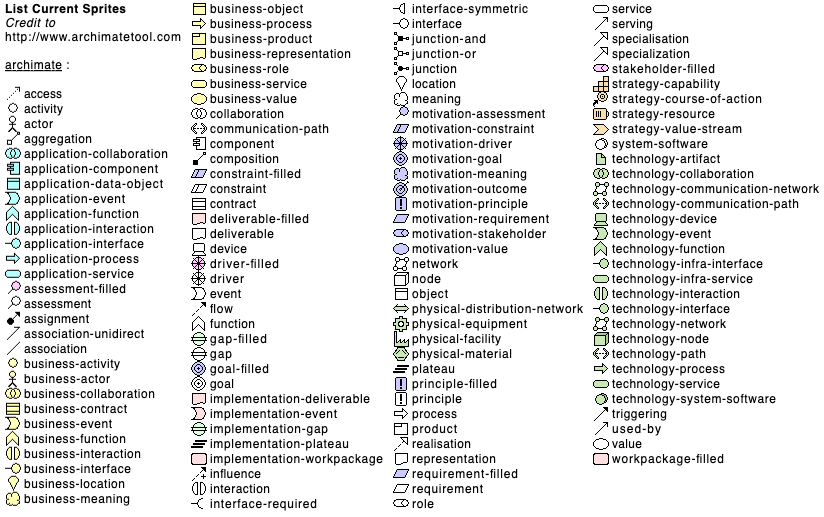 List Current Sprites
Credit to
http://www.archimatetool.com
archimate :
access
activity
actor
aggregation
application-collaboration
application-component
application-data-object
application-event
application-function
application-interaction
application-interface
application-process
application-service
assessment-filled
assessment
assignment
association-unidirect
association
business-activity
business-actor
business-collaboration
business-contract
business-event
business-function
business-interaction
business-interface
business-location
business-meaning
business-object
business-process
business-product
business-representation
business-role
business-service
business-value
collaboration
communication-path
component
composition
constraint-filled
constraint
contract
deliverable-filled
deliverable
device
driver-filled
driver
event
flow
function
gap-filled
gap
goal-filled
goal
implementation-deliverable
implementation-event
implementation-gap
implementation-plateau
implementation-workpackage
influence
interaction
interface-required
interface-symmetric
interface
junction-and
junction-or
junction
location
meaning
motivation-assessment
motivation-constraint
motivation-driver
motivation-goal
motivation-meaning
motivation-outcome
motivation-principle
motivation-requirement
motivation-stakeholder
motivation-value
network
node
object
physical-distribution-network
physical-equipment
physical-facility
physical-material
plateau
principle-filled
principle
process
product
realisation
representation
requirement-filled
requirement
role
service
serving
specialisation
specialization
stakeholder-filled
strategy-capability
strategy-course-of-action
strategy-resource
strategy-value-stream
system-software
technology-artifact
technology-collaboration
technology-communication-network
technology-communication-path
technology-device
technology-event
technology-function
technology-infra-interface
technology-infra-service
technology-interaction
technology-interface
technology-network
technology-node
technology-path
technology-process
technology-service
technology-system-software
triggering
used-by
value
workpackage-filled